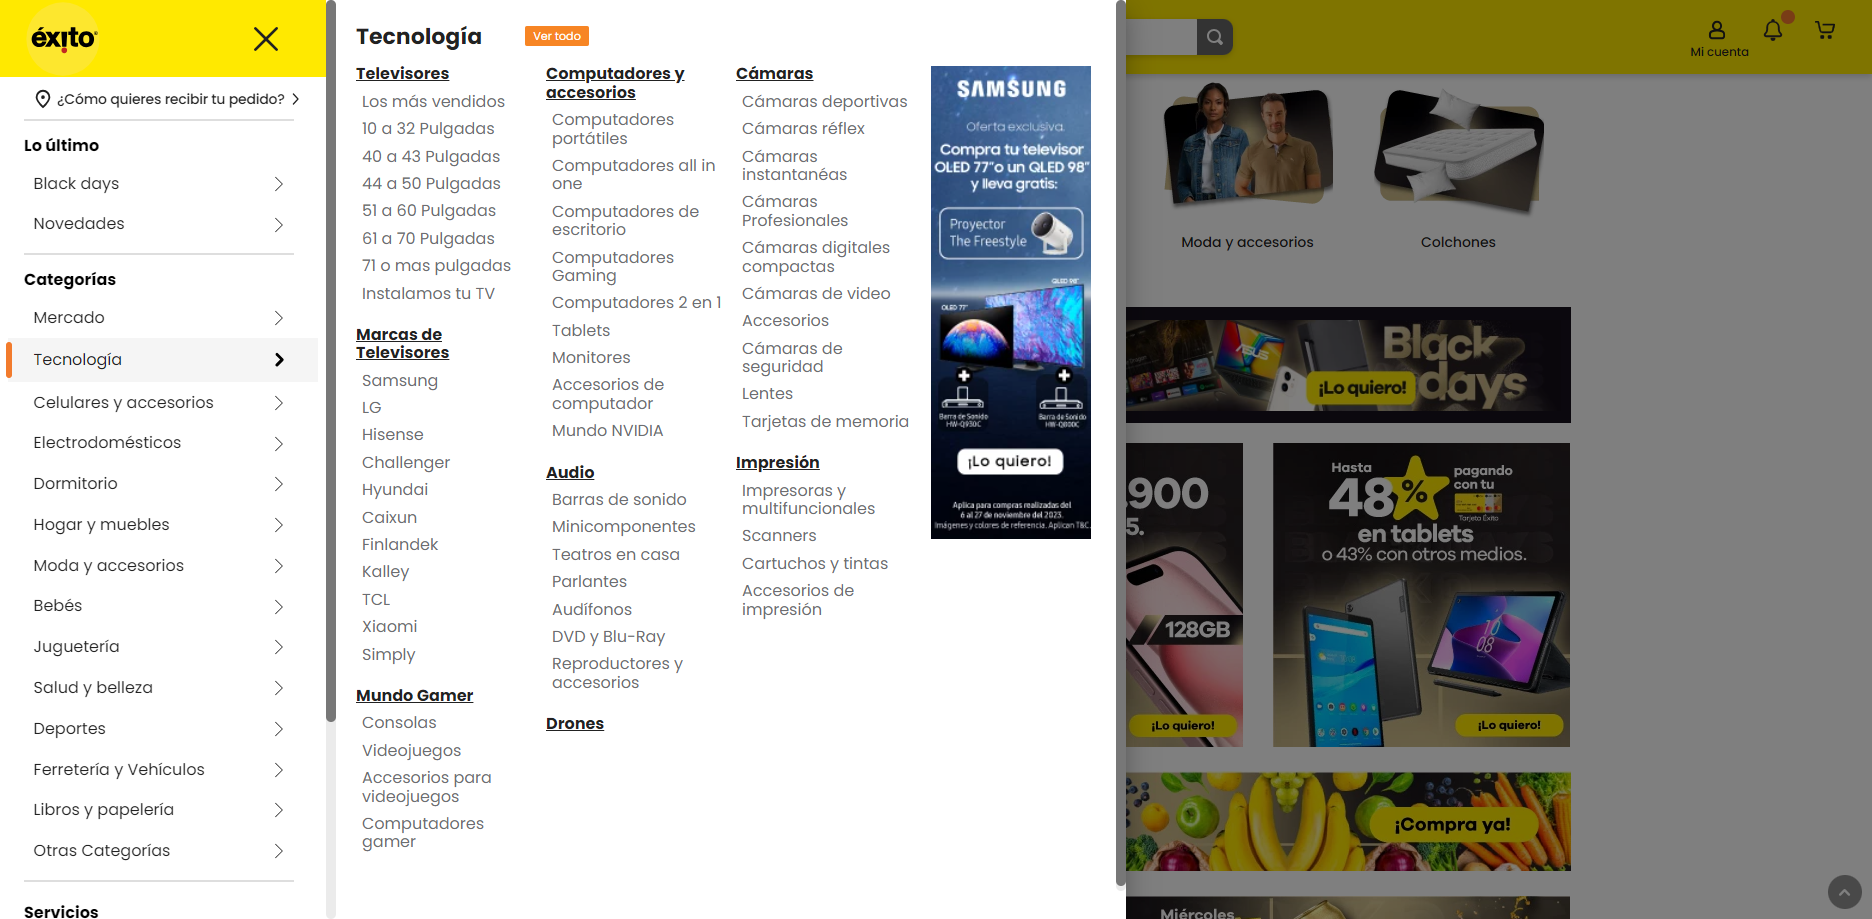 éxito
¿Cómo quieres recibir tu pedido?
Lo último
Black days
Novedades
Categorías
Mercado
Tecnología
Celulares y accesorios
Electrodomésticos
Dormitorio
Hogar y muebles
Moda y accesorios
Bebés
Juguetería
Salud y belleza
Deportes
Ferretería y Vehículos
Libros y papelería
Otras Categorías
Servicios
Tecnología
Ver todo
Televisores
Los más vendidos
10 a 32 Pulgadas
40 a 43 Pulgadas
44 a 50 Pulgadas
51 a 60 Pulgadas
61 a 70 Pulgadas
71 o mas pulgadas
Instalamos tu TV
Marcas de
Televisores
Samsung
LG
Hisense
Challenger
Hyundai
Caixun
Finlandek
Kalley
TCL
Xiaomi
Simply
Mundo Gamer
Consolas
Videojuegos
Accesorios para
videojuegos
Computadores
gamer
Computadores y
accesorios
Computadores
portátiles
Computadores all in
one
Computadores de
escritorio
Computadores
Gaming
Computadores 2 en 1
Tablets
Monitores
Accesorios de
computador
Mundo NVIDIA
Audio
Barras de sonido
Minicomponentes
Teatros en casa
Parlantes
Audífonos
DVD y Blu-Ray
Reproductores y
accesorios
Drones
Cámaras
Cámaras deportivas
Cámaras réflex
Cámaras
instantanéas
Cámaras
Profesionales
Cámaras digitales
compactas
Cámaras de video
Accesorios
Cámaras de
seguridad
Lentes
Tarjetas de memoria
Impresión
Impresoras y
multifuncionales
Scanners
Cartuchos y tintas
Accesorios de
impresión
SAMSUNG
Oferta exclusiva.
Compra tu televisor
OLED 77" o un QLED 98"
y lleva gratis:
Proyector
The Freestyle
QLED 98"
OLED 77"
Barra de Sonido
HW-Q930C
Barra de Sonido
HW-Q800C
¡Lo quiero!
Aplica para compras realizadas del
6 al 27 de noviembre del 2023.
Imágenes y colores de referencia. Aplican T&C.
Mi cuenta
Moda y accesorios
Colchones
ASUS
Black
days
¡Lo quiero!
.900
5.
128GB
¡Lo quiero!
Hasta
48%
pagando
con tu
Tarjeta Éxito
en tablets
o 43% con otros medios.
10
08
¡Lo quiero!
¡Compra ya!
Miércoles